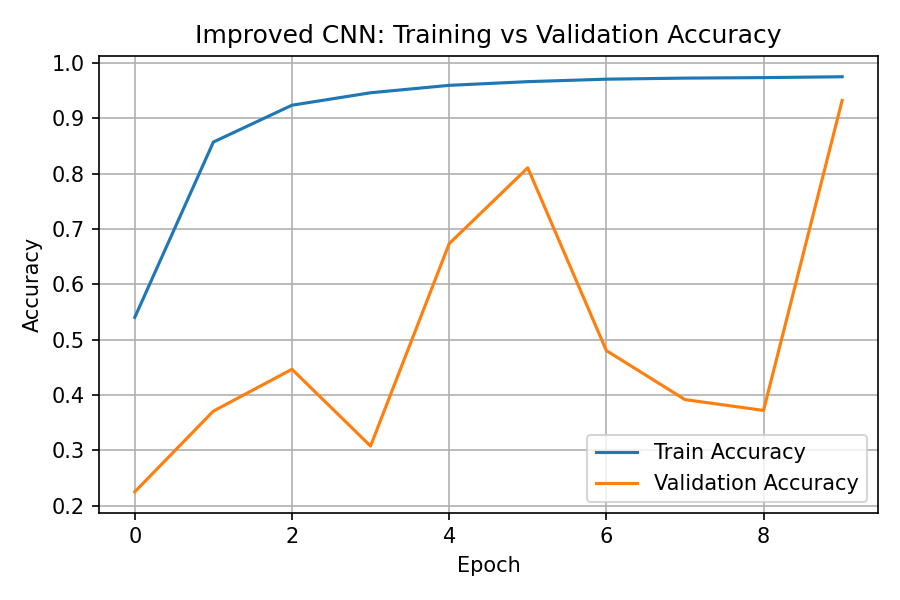 Improved CNN: Training vs Validation Accuracy
1.0
0.9
0.8
0.7
0.6
0.5
0.4
0.3
0.2
Accuracy
Train Accuracy
Validation Accuracy
0 2 4 6 8
Epoch